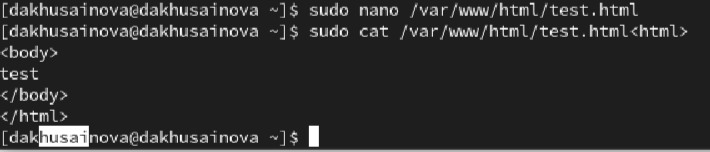 [dakhusainova@dakhusainova ~]$ sudo nano /var/www/html/test.html
[dakhusainova@dakhusainova ~]$ sudo cat /var/www/html/test.html<html>
<body>
test
</body>
</html>
[dakhusainova@dakhusainova ~]$